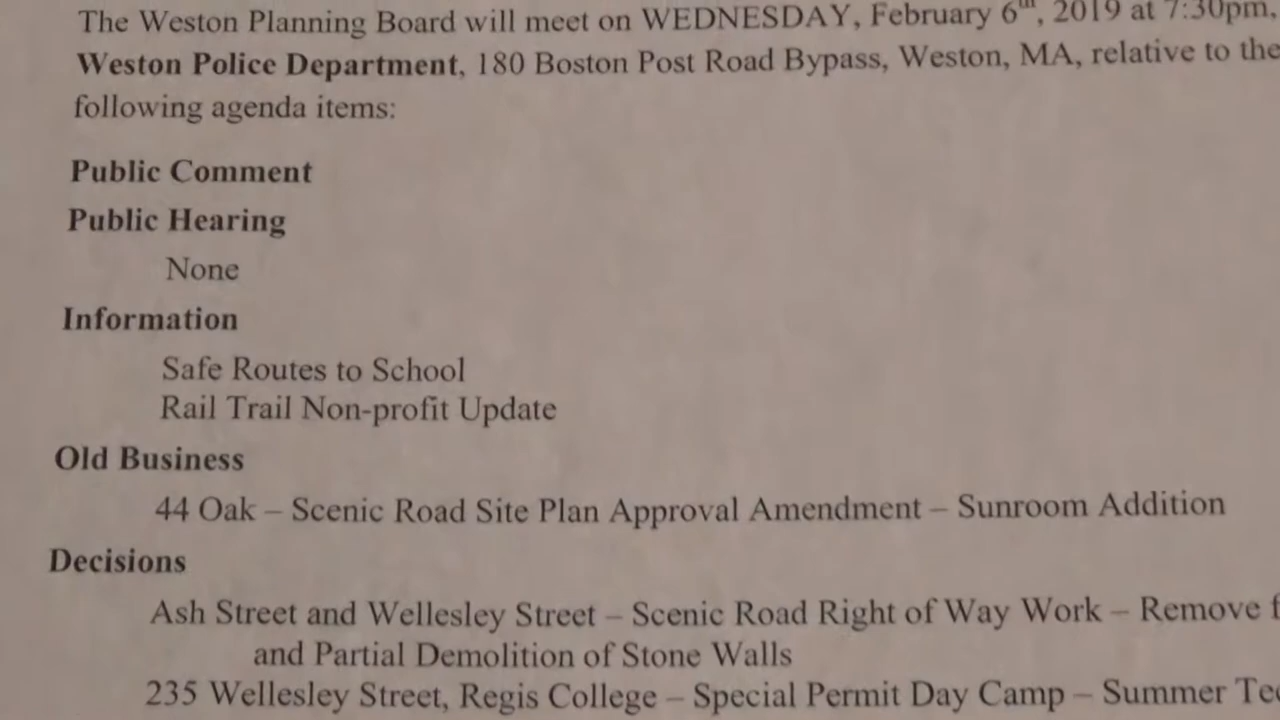 The Weston Planning Board will meet on WEDNESDAY, February 6th, 2019 at 7:30pm,
Weston Police Department, 180 Boston Post Road Bypass, Weston, MA, relative to the
following agenda items:
Public Comment
Public Hearing
None
Information
Safe Routes to School
Rail Trail Non-profit Update
Old Business
44 Oak – Scenic Road Site Plan Approval Amendment – Sunroom Addition
Decisions
Ash Street and Wellesley Street – Scenic Road Right of Way Work – Remove
and Partial Demolition of Stone Walls
235 Wellesley Street, Regis College – Special Permit Day Camp – Summer